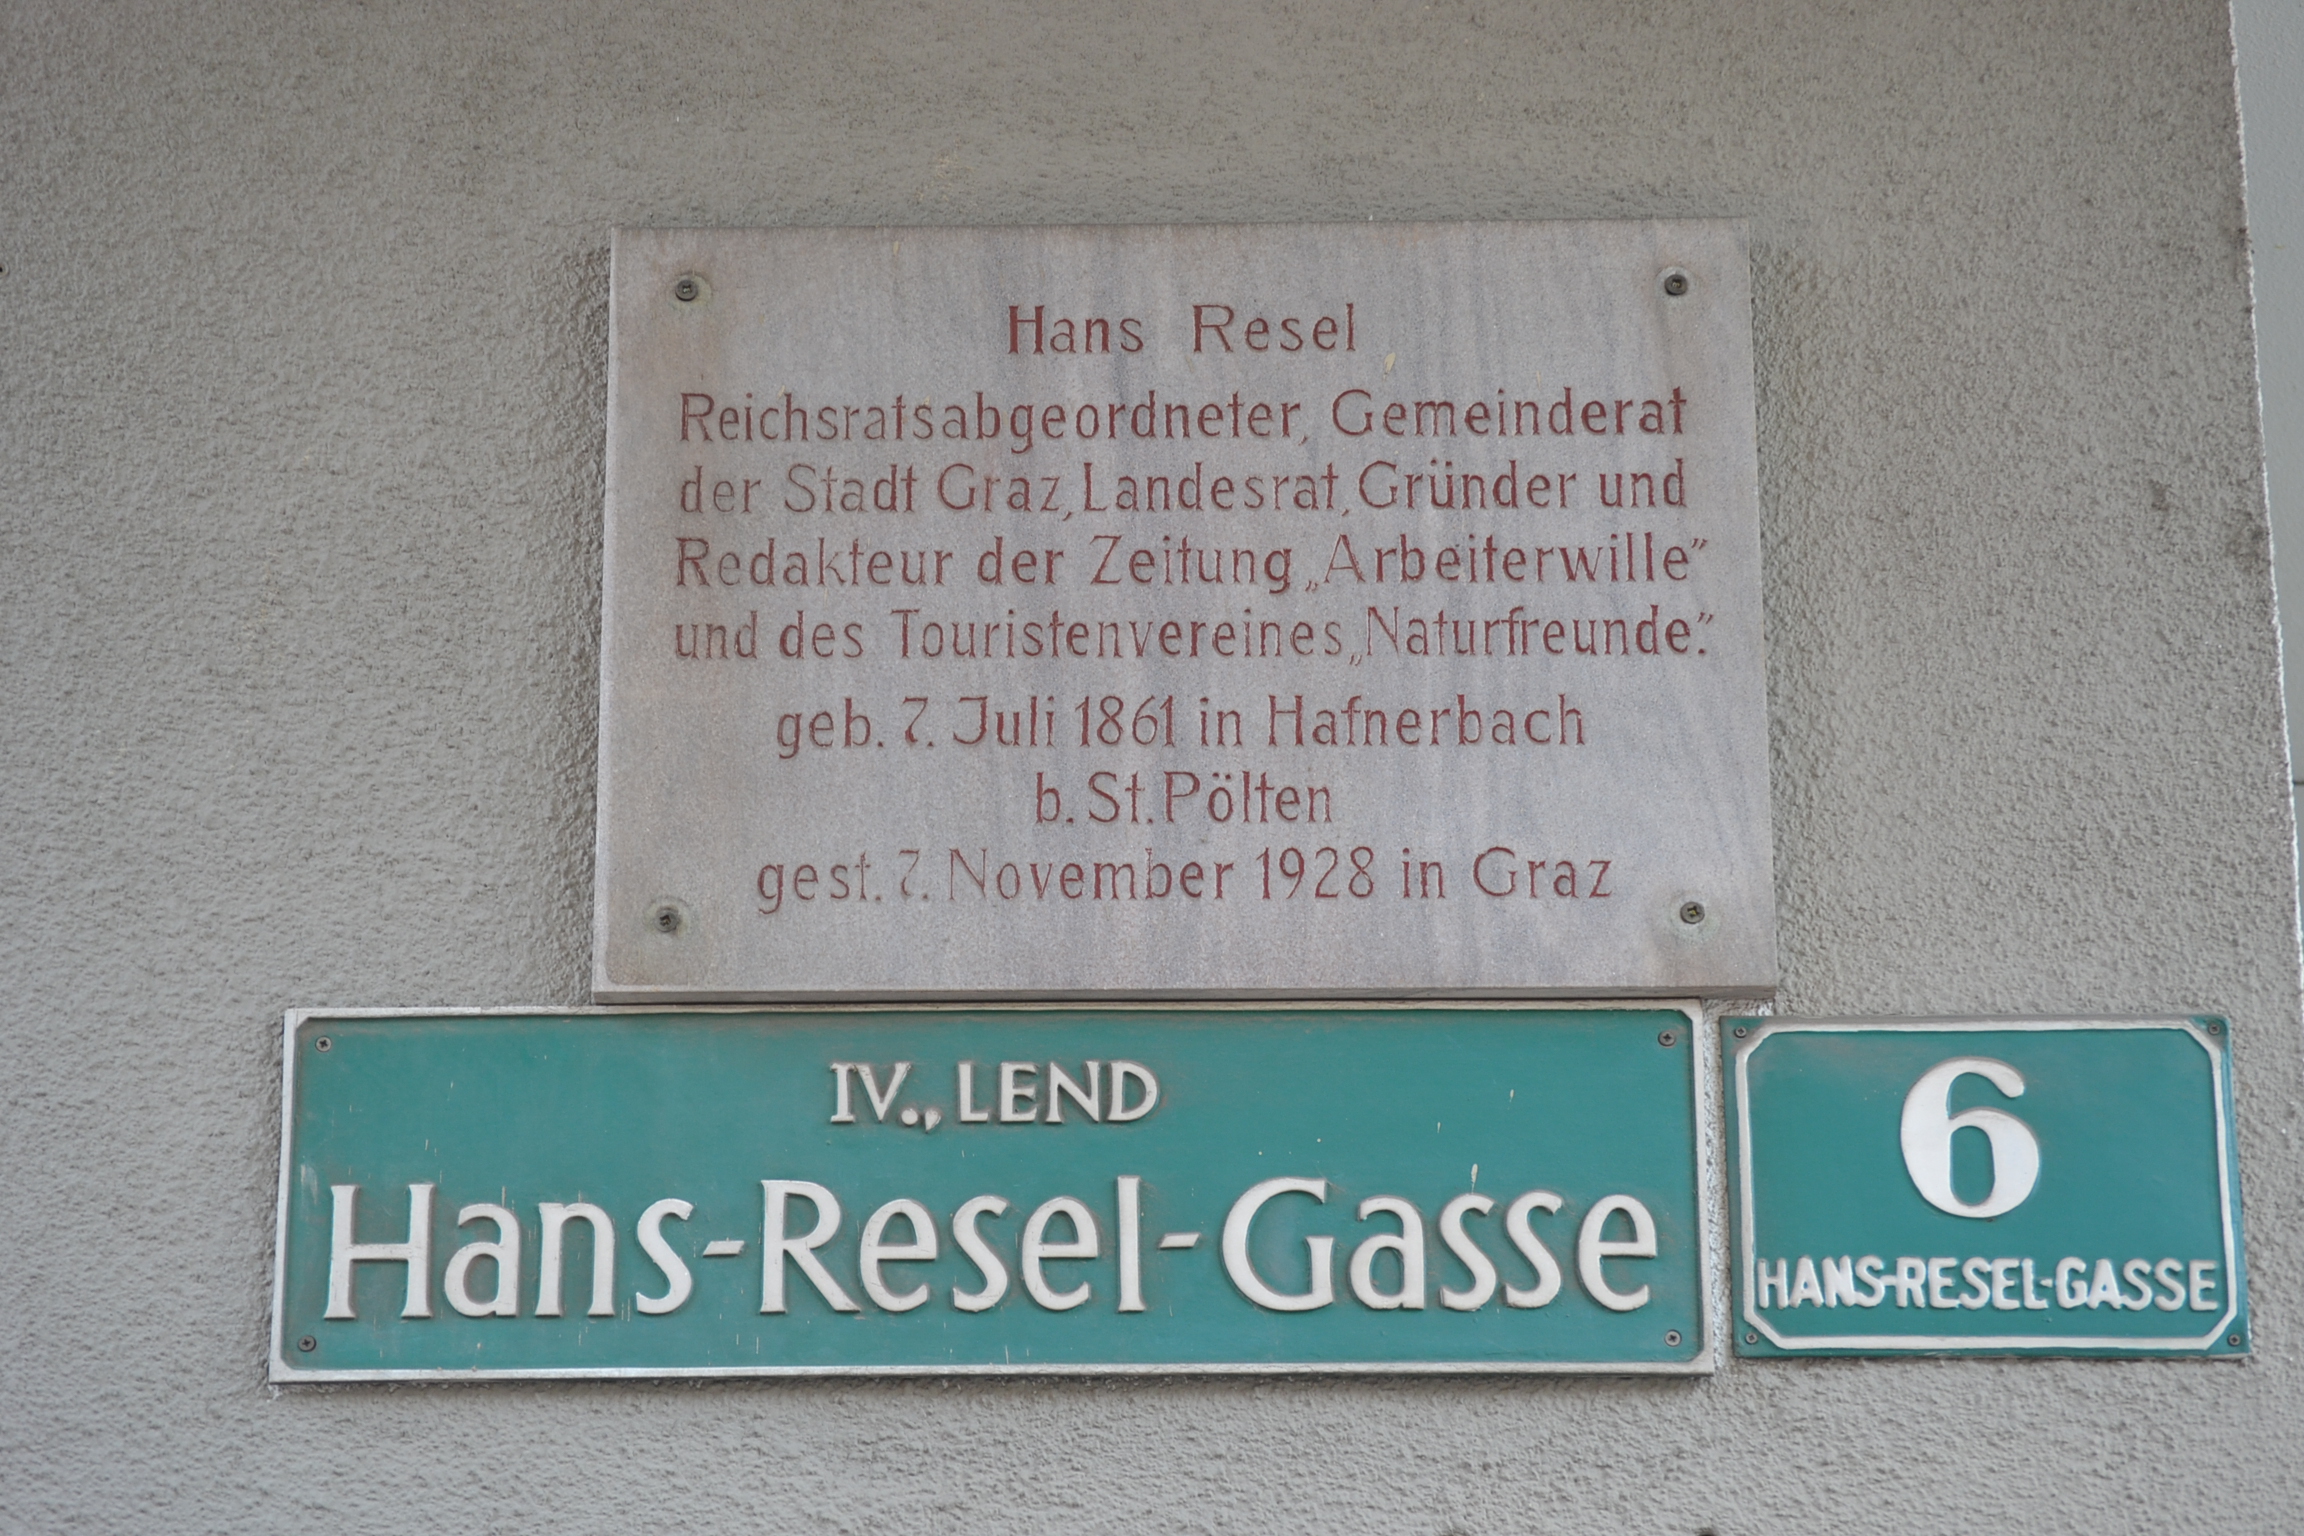 Hans Resel
Reichsratsabgeordneter, Gemeinderat
der Stadt Graz, Landesrat, Gründer und
Redakteur der Zeitung „Arbeiterwille”
und des Touristenvereines „Naturfreunde”.
geb. 7. Juli 1861 in Hafnerbach
b. St. Pölten
gest. 7. November 1928 in Graz
IV., LEND
Hans-Resel-Gasse
6
HANS-RESEL-GASSE